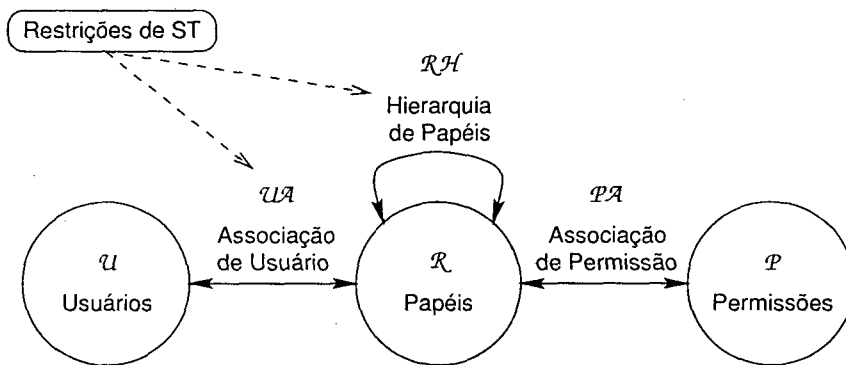 Restrições de ST
RH
Hierarquia
de Papéis
UA
Associação
de Usuário
PA
Associação
de Permissão
U
Usuários
R
Papéis
P
Permissões